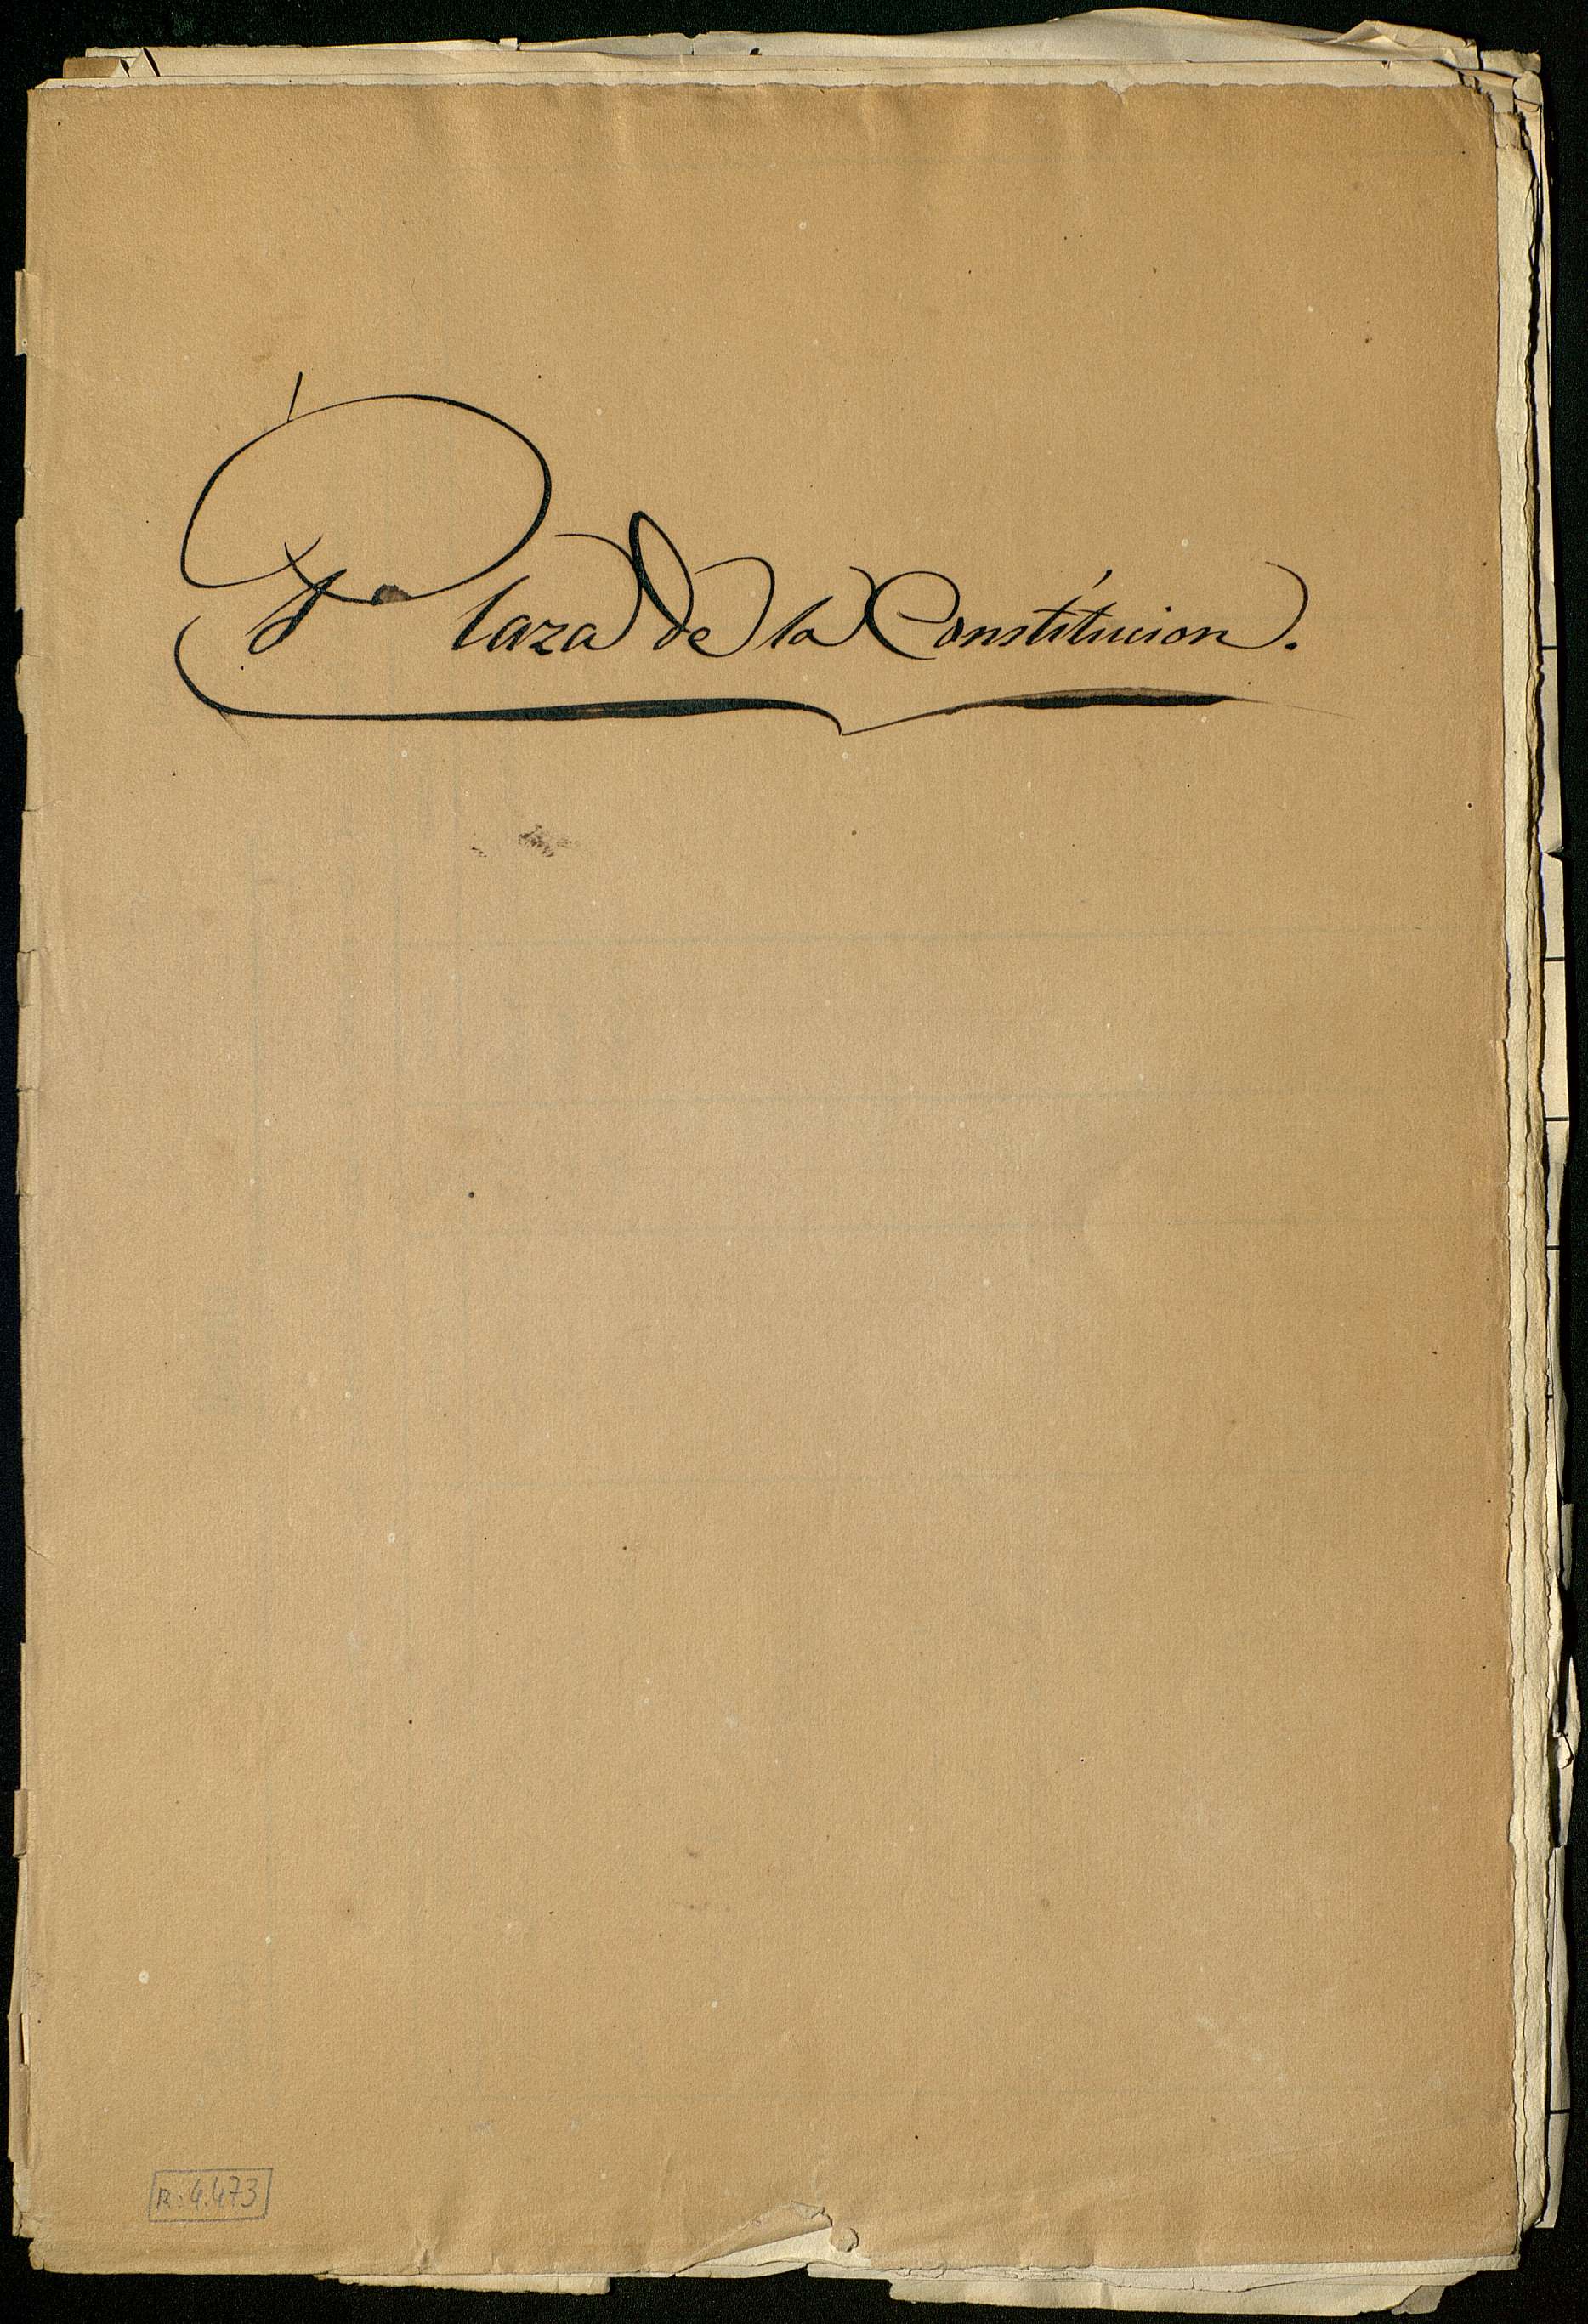 Plaza de la Constitucion.
R: 4.473